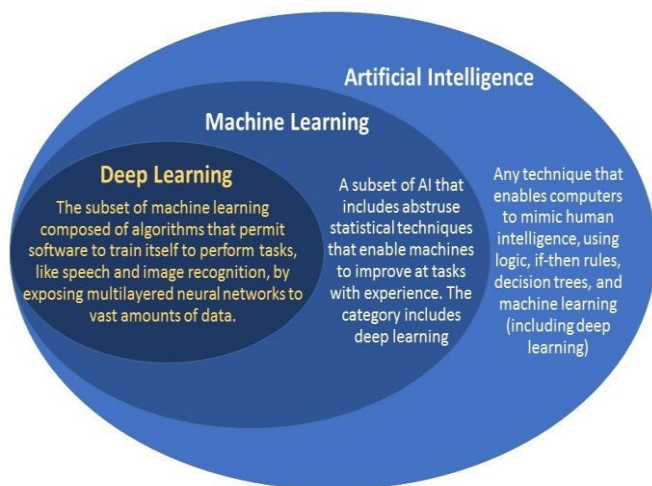 Artificial Intelligence
Machine Learning
Deep Learning
The subset of machine learning
composed of algorithms that permit
software to train itself to perform tasks,
like speech and image recognition, by
exposing multilayered neural networks to
vast amounts of data.
A subset of AI that
includes abstruse
statistical techniques
that enable machines
to improve at tasks
with experience. The
category includes
deep learning
Any technique that
enables computers
to mimic human
intelligence, using
logic, if-then rules,
decision trees, and
machine learning
(including deep
learning)